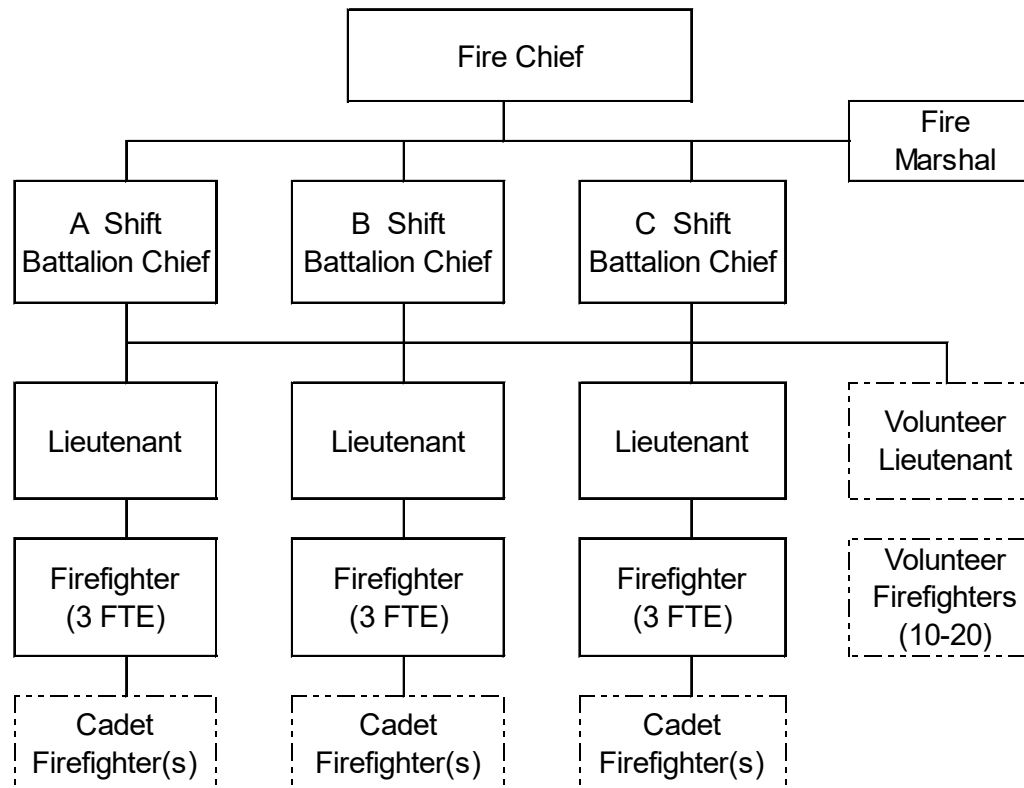 Fire Chief
Fire
Marshal
A Shift
Battalion Chief
B Shift
Battalion Chief
C Shift
Battalion Chief
Lieutenant
Lieutenant
Lieutenant
Volunteer
Lieutenant
Firefighter
(3 FTE)
Firefighter
(3 FTE)
Firefighter
(3 FTE)
Volunteer
Firefighters
(10-20)
Cadet
Firefighter(s)
Cadet
Firefighter(s)
Cadet
Firefighter(s)